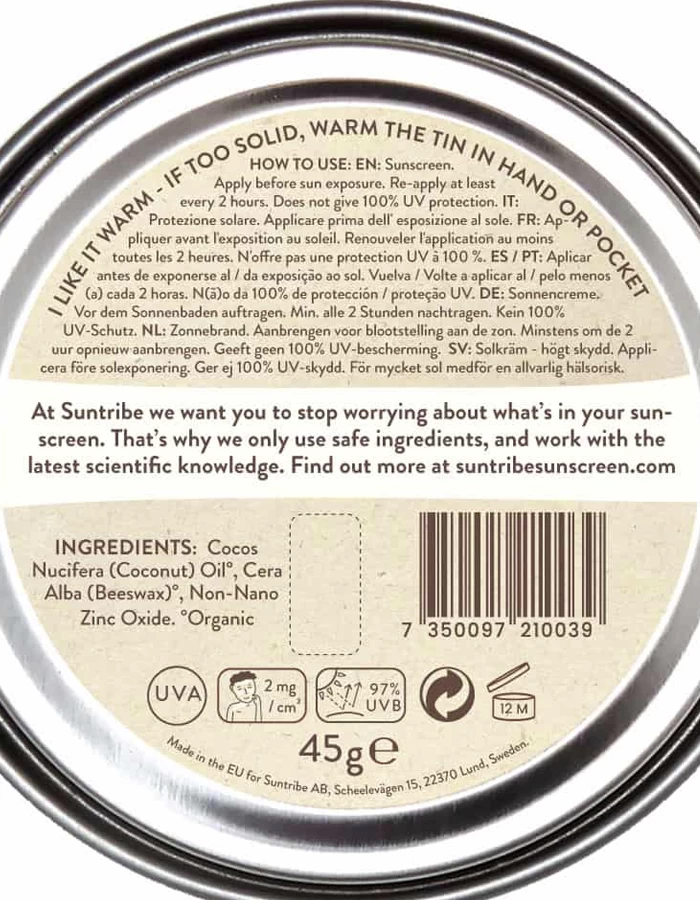 I LIKE IT WARM - IF TOO SOLID, WARM THE TIN IN HAND OR POCKET
HOW TO USE: EN: Sunscreen.
Apply before sun exposure. Re-apply at least
every 2 hours. Does not give 100% UV protection. IT:
Protezione solare. Applicare prima dell' esposizione al sole. FR: Ap-
pliquer avant l'exposition au soleil. Renouveler l'application au moins
toutes les 2 heures. N'offre pas une protection UV à 100 %. ES / PT: Aplicar
antes de exponerse al / da exposição ao sol. Vuelva / Volte a aplicar al / pelo menos
(a) cada 2 horas. N(ã)o da 100% de protección / proteção UV. DE: Sonnencreme.
Vor dem Sonnenbaden auftragen. Min. alle 2 Stunden nachtragen. Kein 100%
UV-Schutz. NL: Zonnebrand. Aanbrengen voor blootstelling aan de zon. Minstens om de 2
uur opnieuw aanbrengen. Geeft geen 100% UV-bescherming. SV: Solkräm - högt skydd. Appli-
cera före solexponering. Ger ej 100% UV-skydd. För mycket sol medför en allvarlig hälsorisk.
At Suntribe we want you to stop worrying about what's in your sun-
screen. That's why we only use safe ingredients, and work with the
latest scientific knowledge. Find out more at suntribesunscreen.com
INGREDIENTS: Cocos
Nucifera (Coconut) Oil°, Cera
Alba (Beeswax)°, Non-Nano
Zinc Oxide. °Organic
7 350097 210039
UVA
2 mg
/ cm²
97%
UVB
12 M
45g e
Made in the EU for Suntribe AB, Scheelevägen 15, 22370 Lund, Sweden.